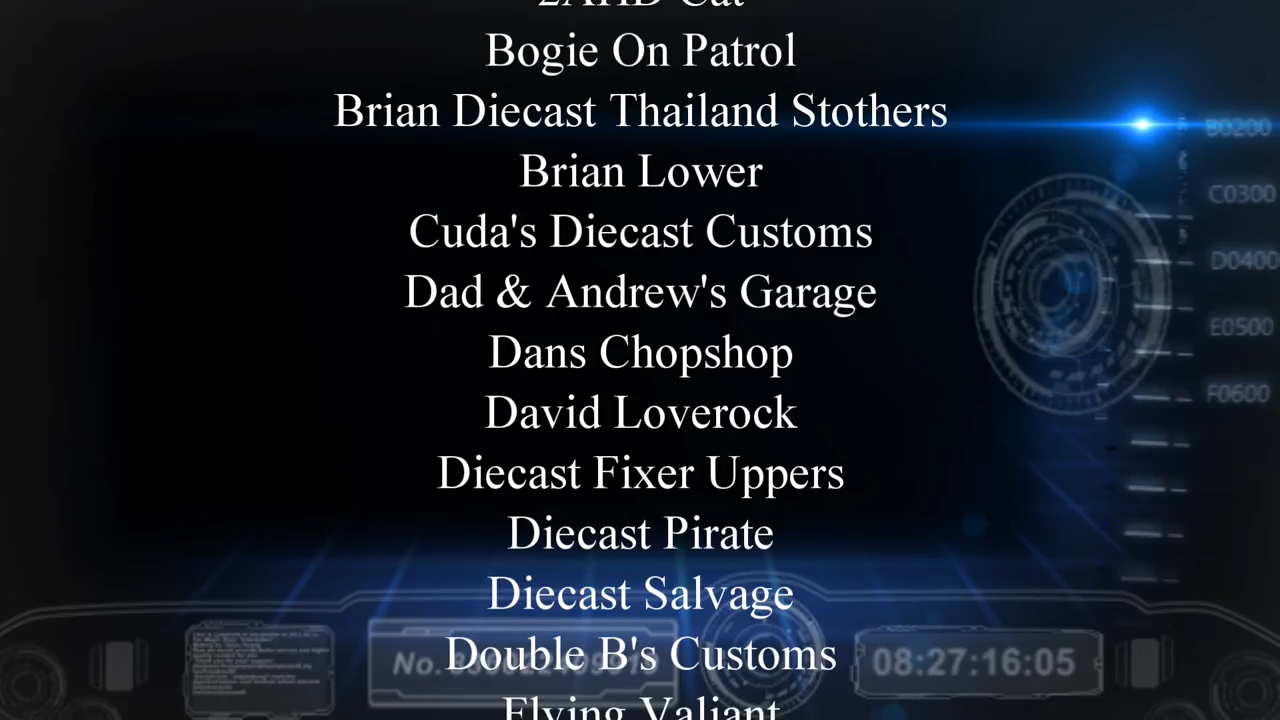 Bogie On Patrol
Brian Diecast Thailand Stothers
B0200
Brian Lower
C0300
Cuda's Diecast Customs
D0400
Dad & Andrew's Garage
E0500
Dans Chopshop
F0600
David Loverock
Diecast Fixer Uppers
Diecast Pirate
Diecast Salvage
Double B's Customs
No.
08:27:16:05
Flying Valiant